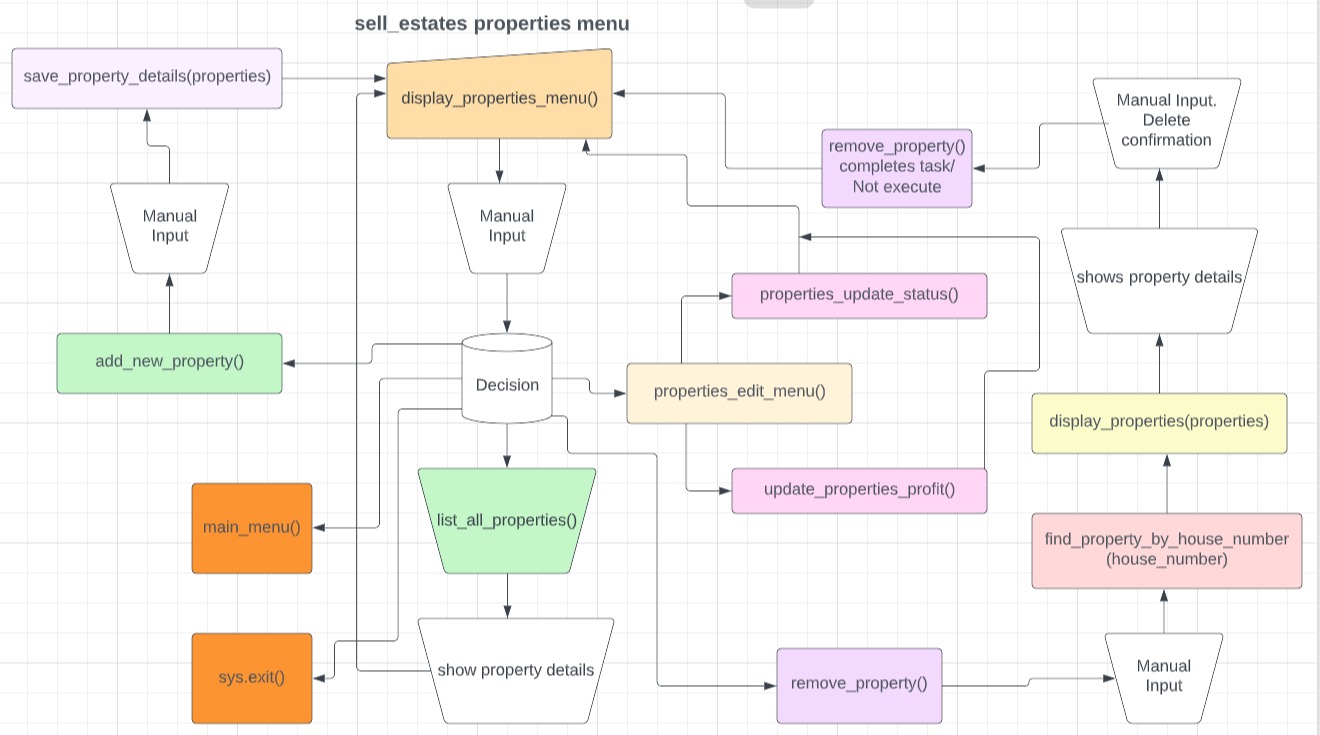 sell_estates properties menu
save_property_details(properties)
display_properties_menu()
Manual Input.
Delete
confirmation
remove_property()
completes task/
Not execute
Manual
Input
Manual
Input
shows property details
properties_update_status()
add_new_property()
Decision
properties_edit_menu()
display_properties(properties)
update_properties_profit()
list_all_properties()
main_menu()
find_property_by_house_number
(house_number)
show property details
sys.exit()
remove_property()
Manual
Input